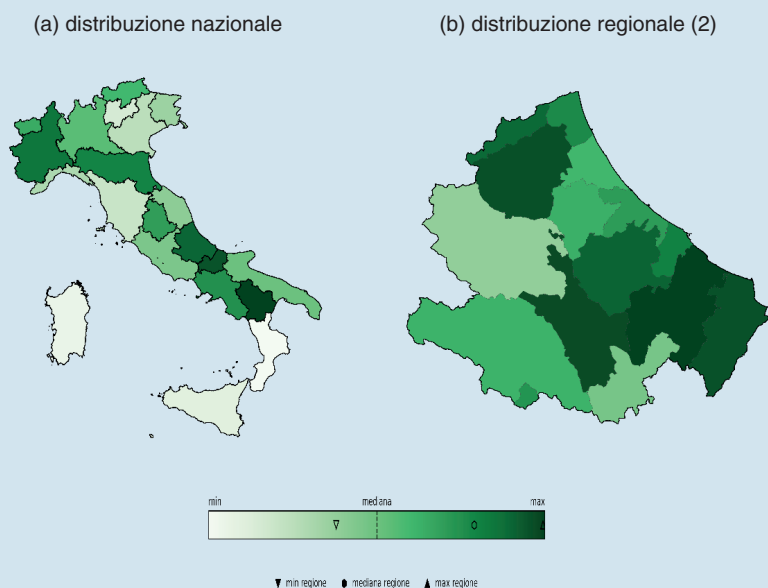 (a) distribuzione nazionale
(b) distribuzione regionale (2)
min
mediana
max
▼ min regione ● mediana regione ▲ max regione